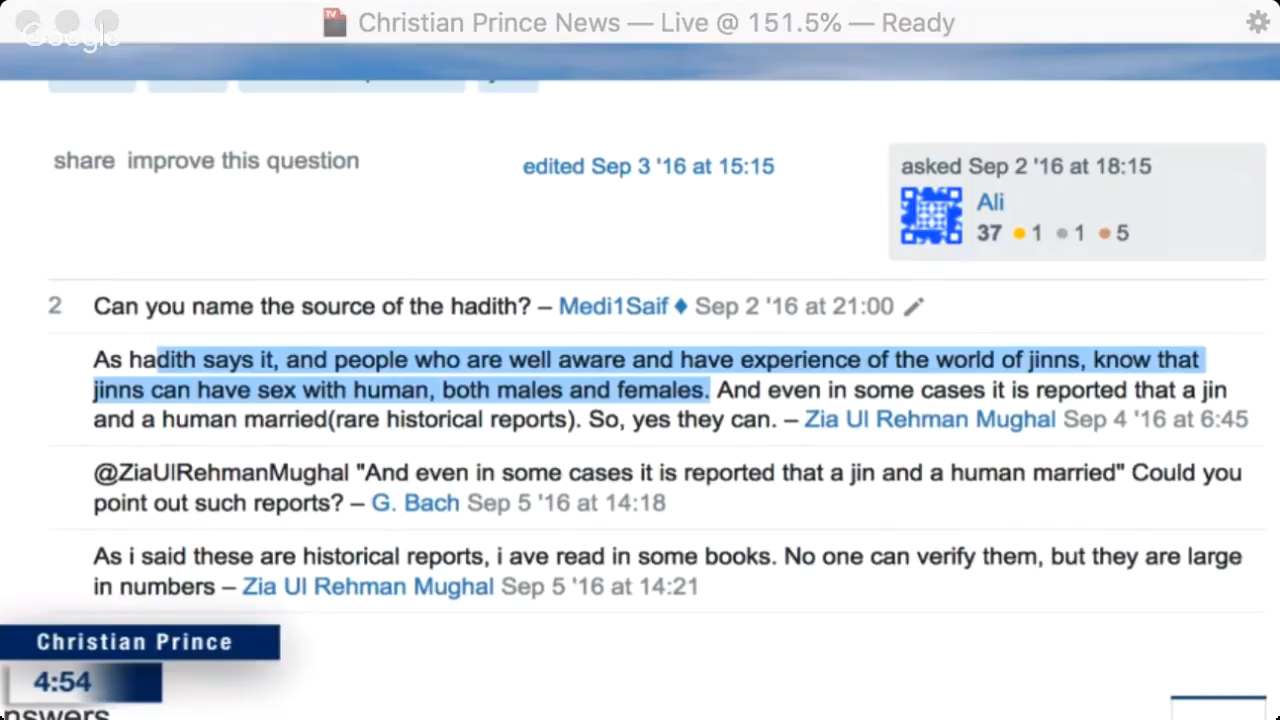 Christian Prince News — Live @ 151.5% — Ready
Google
share improve this question
edited Sep 3 '16 at 15:15
asked Sep 2 '16 at 18:15
Ali
37 1 1 5
2 Can you name the source of the hadith? – Medi1Saif ♦ Sep 2 '16 at 21:00
As hadith says it, and people who are well aware and have experience of the world of jinns, know that
jinns can have sex with human, both males and females. And even in some cases it is reported that a jin
and a human married(rare historical reports). So, yes they can. – Zia Ul Rehman Mughal Sep 4 '16 at 6:45
@ZiaUlRehmanMughal "And even in some cases it is reported that a jin and a human married" Could you
point out such reports? – G. Bach Sep 5 '16 at 14:18
As i said these are historical reports, i ave read in some books. No one can verify them, but they are large
in numbers – Zia Ul Rehman Mughal Sep 5 '16 at 14:21
Christian Prince
4:54
nswers